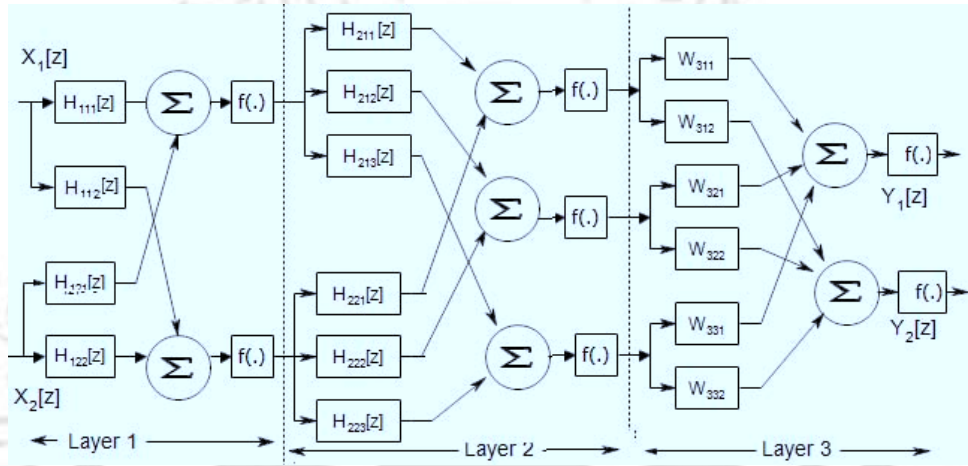 X1[z]
H111[z]
H112[z]
H121[z]
H122[z]
X2[z]
Σ
Σ
f(.)
f(.)
Layer 1
H211[z]
H212[z]
H213[z]
H221[z]
H222[z]
H223[z]
Σ
Σ
Σ
f(.)
f(.)
f(.)
Layer 2
W311
W312
W321
W322
W331
W332
Σ
Σ
f(.)
Y1[z]
f(.)
Y2[z]
Layer 3